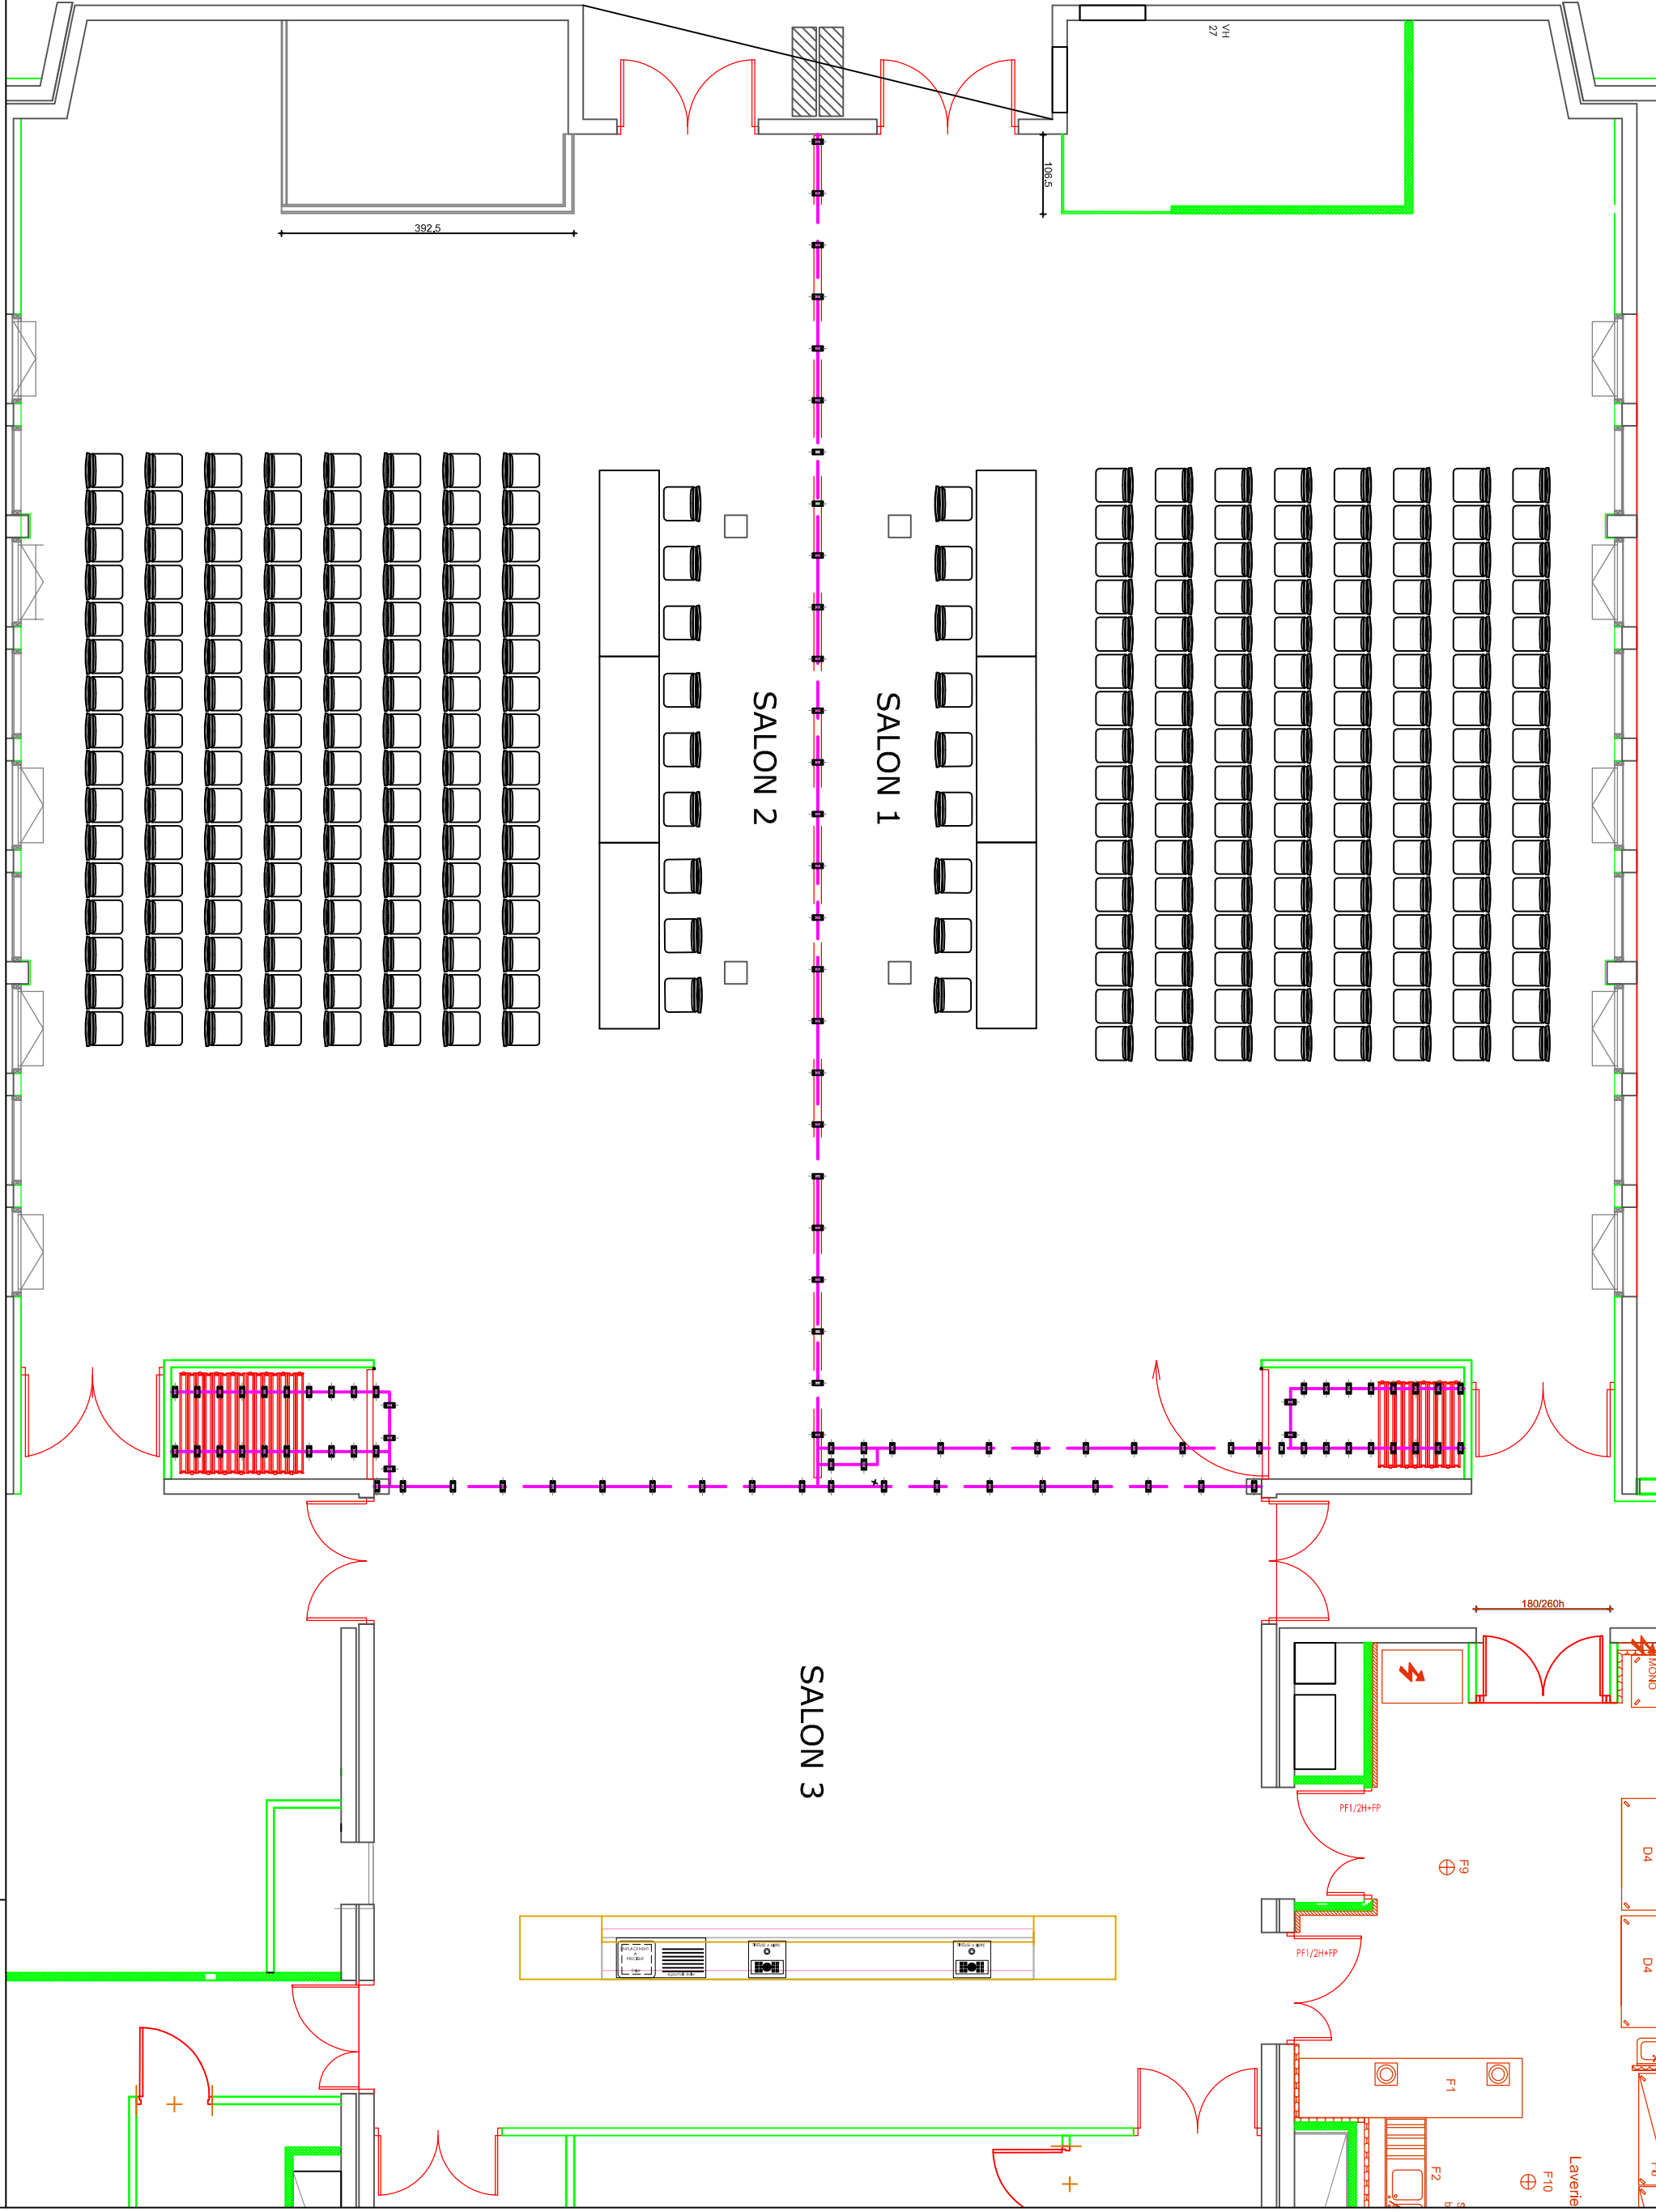 VH
27
106,5
392,5
SALON 1
SALON 2
180/260h
MONO
SALON 3
PF1/2H+FP
D4
F9
PF1/2H+FP
D4
F1
F2
F10
Laverie